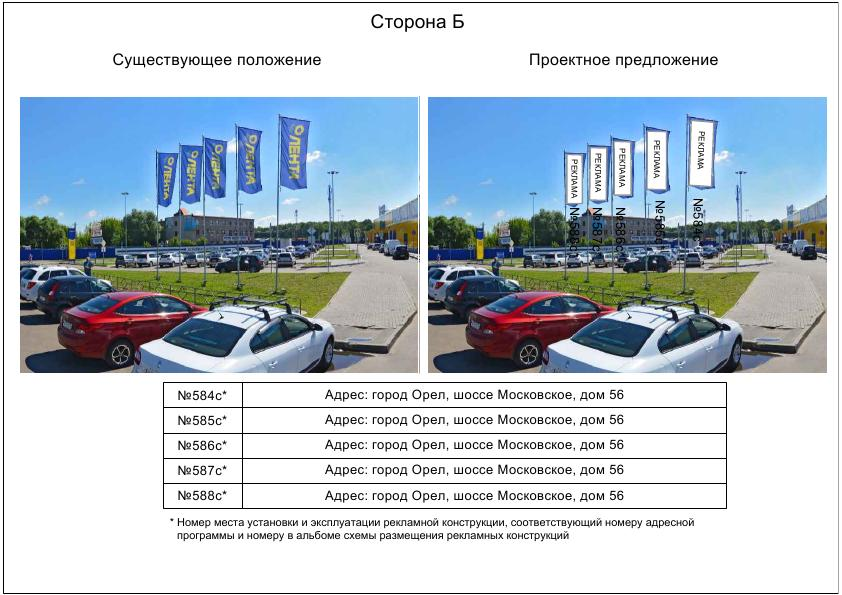 Сторона Б
Существующее положение
Проектное предложение
ЛЕНТА
ЛЕНТА
ЛЕНТА
ЛЕНТА
ЛЕНТА
РЕКЛАМА
РЕКЛАМА
РЕКЛАМА
РЕКЛАМА
РЕКЛАМА
№588с
№587с
№586с
№585с
№584с
№584с* Адрес: город Орел, шоссе Московское, дом 56
№585с* Адрес: город Орел, шоссе Московское, дом 56
№586с* Адрес: город Орел, шоссе Московское, дом 56
№587с* Адрес: город Орел, шоссе Московское, дом 56
№588с* Адрес: город Орел, шоссе Московское, дом 56
* Номер места установки и эксплуатации рекламной конструкции, соответствующий номеру адресной
программы и номеру в альбоме схемы размещения рекламных конструкций